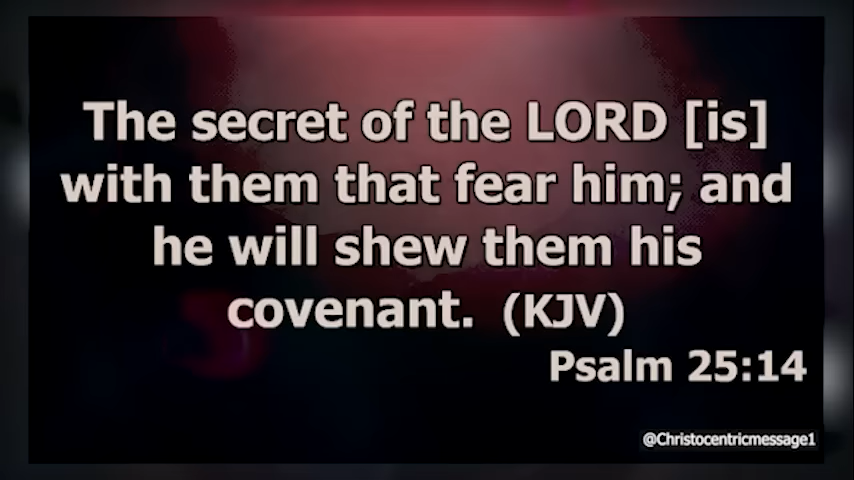 The secret of the LORD [is]
with them that fear him; and
he will shew them his
covenant.  (KJV)
Psalm 25:14
@Christocentricmessage1